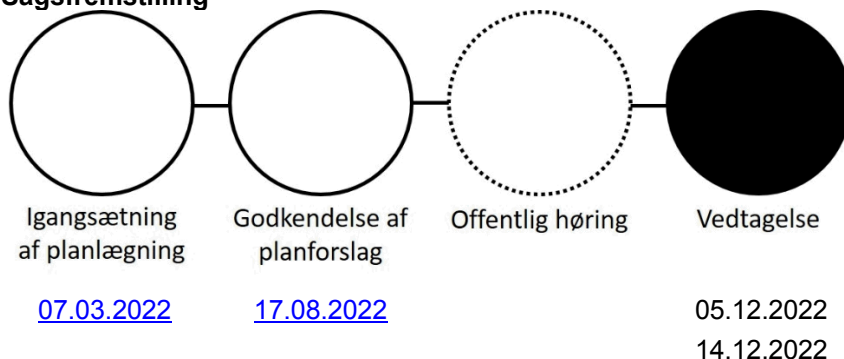 Sagsfremstilling
Igangsætning
af planlægning
Godkendelse af
planforslag
Offentlig høring
Vedtagelse
07.03.2022
17.08.2022
05.12.2022
14.12.2022